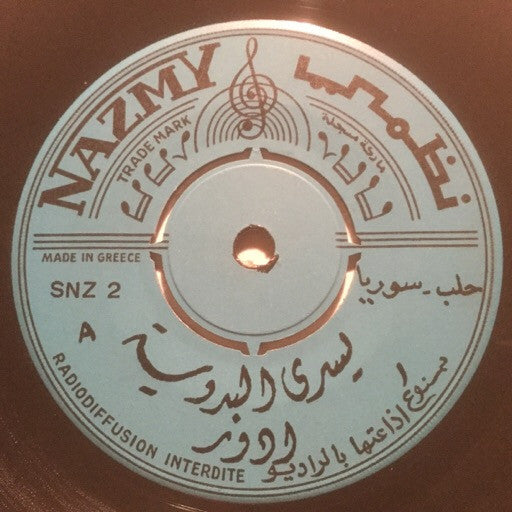 NAZMY
نظمي
TRADE MARK
ماركة مسجلة
MADE IN GREECE
SNZ 2
حلب - سوريا
A
يسرى البدوية
ادور
RADIODIFFUSION INTERDITE
ممنوع اذاعتها بالراديو